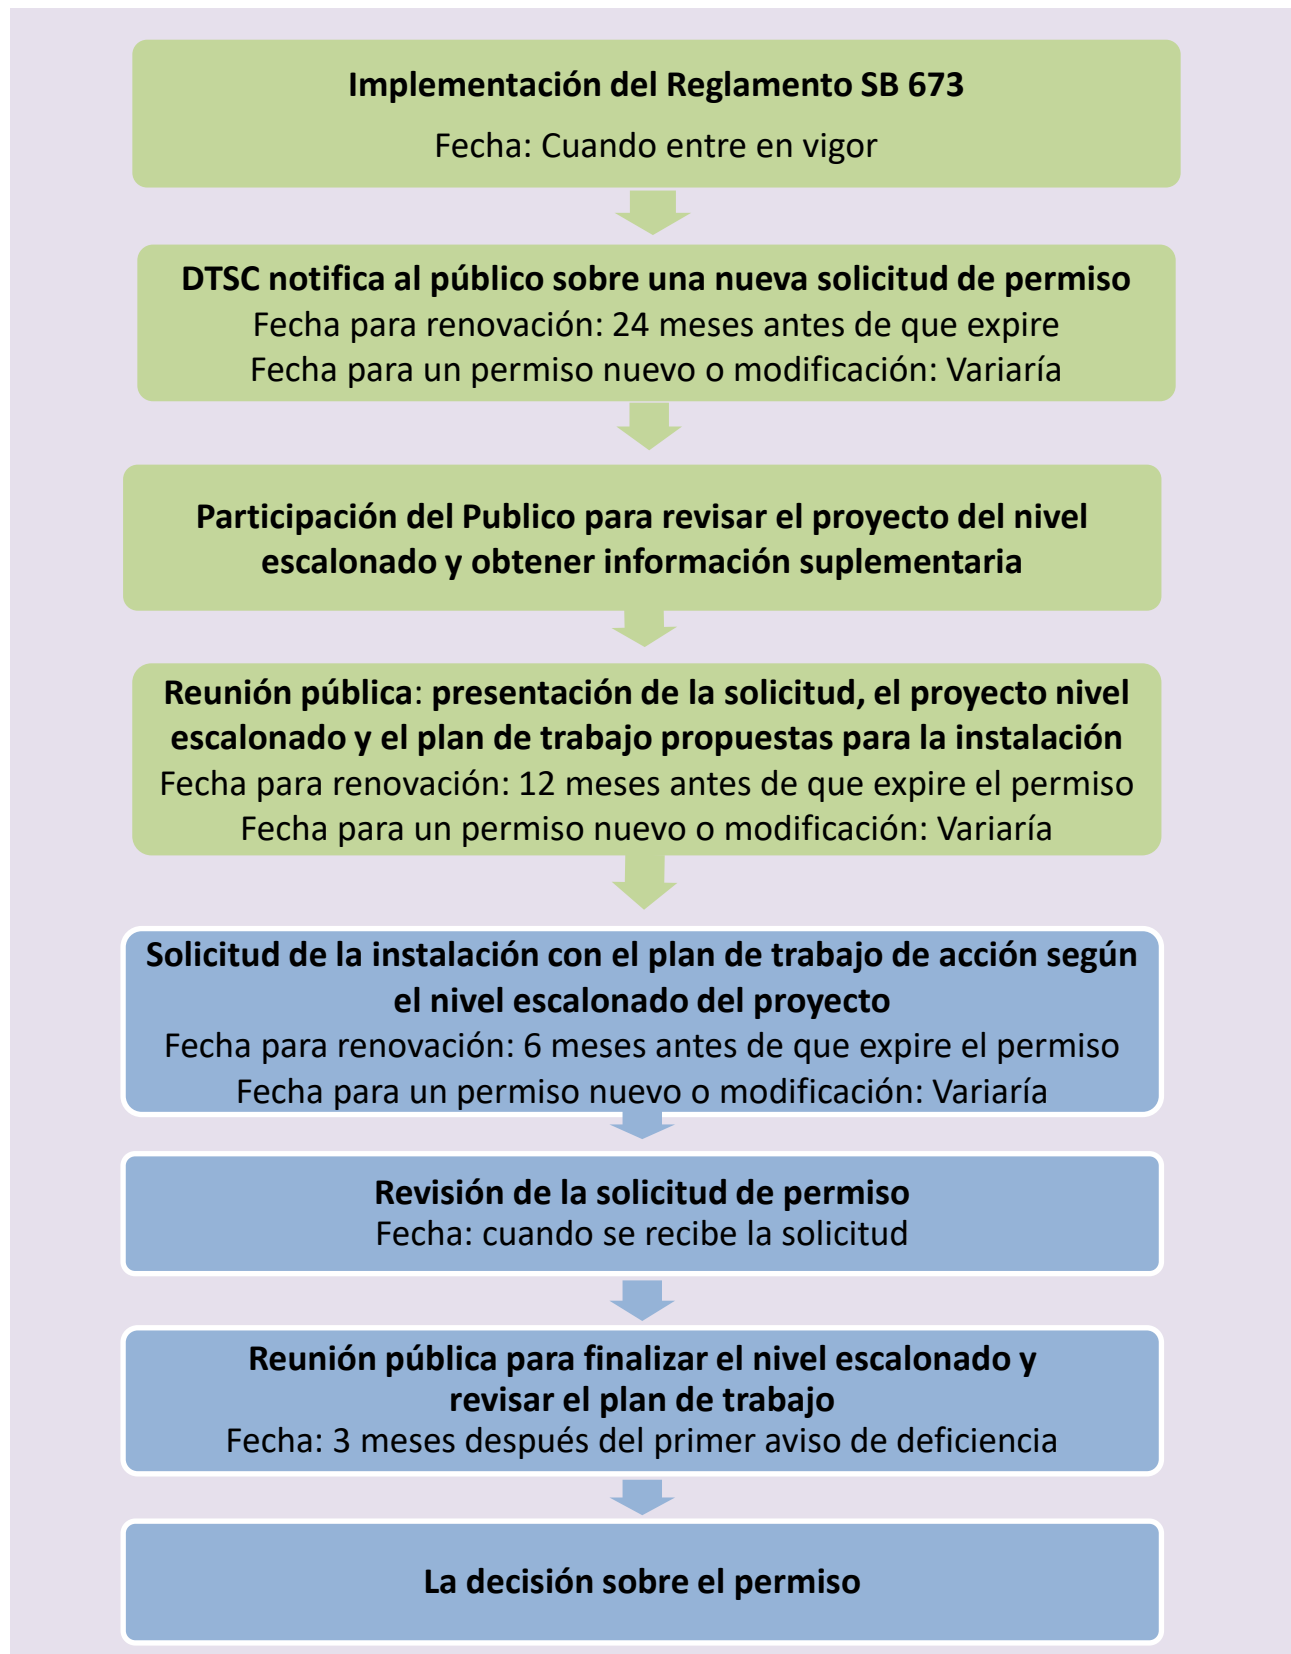 Implementación del Reglamento SB 673
Fecha: Cuando entre en vigor
DTSC notifica al público sobre una nueva solicitud de permiso
Fecha para renovación: 24 meses antes de que expire
Fecha para un permiso nuevo o modificación: Variaría
Participación del Publico para revisar el proyecto del nivel
escalonado y obtener información suplementaria
Reunión pública: presentación de la solicitud, el proyecto nivel
escalonado y el plan de trabajo propuestas para la instalación
Fecha para renovación: 12 meses antes de que expire el permiso
Fecha para un permiso nuevo o modificación: Variaría
Solicitud de la instalación con el plan de trabajo de acción según
el nivel escalonado del proyecto
Fecha para renovación: 6 meses antes de que expire el permiso
Fecha para un permiso nuevo o modificación: Variaría
Revisión de la solicitud de permiso
Fecha: cuando se recibe la solicitud
Reunión pública para finalizar el nivel escalonado y
revisar el plan de trabajo
Fecha: 3 meses después del primer aviso de deficiencia
La decisión sobre el permiso